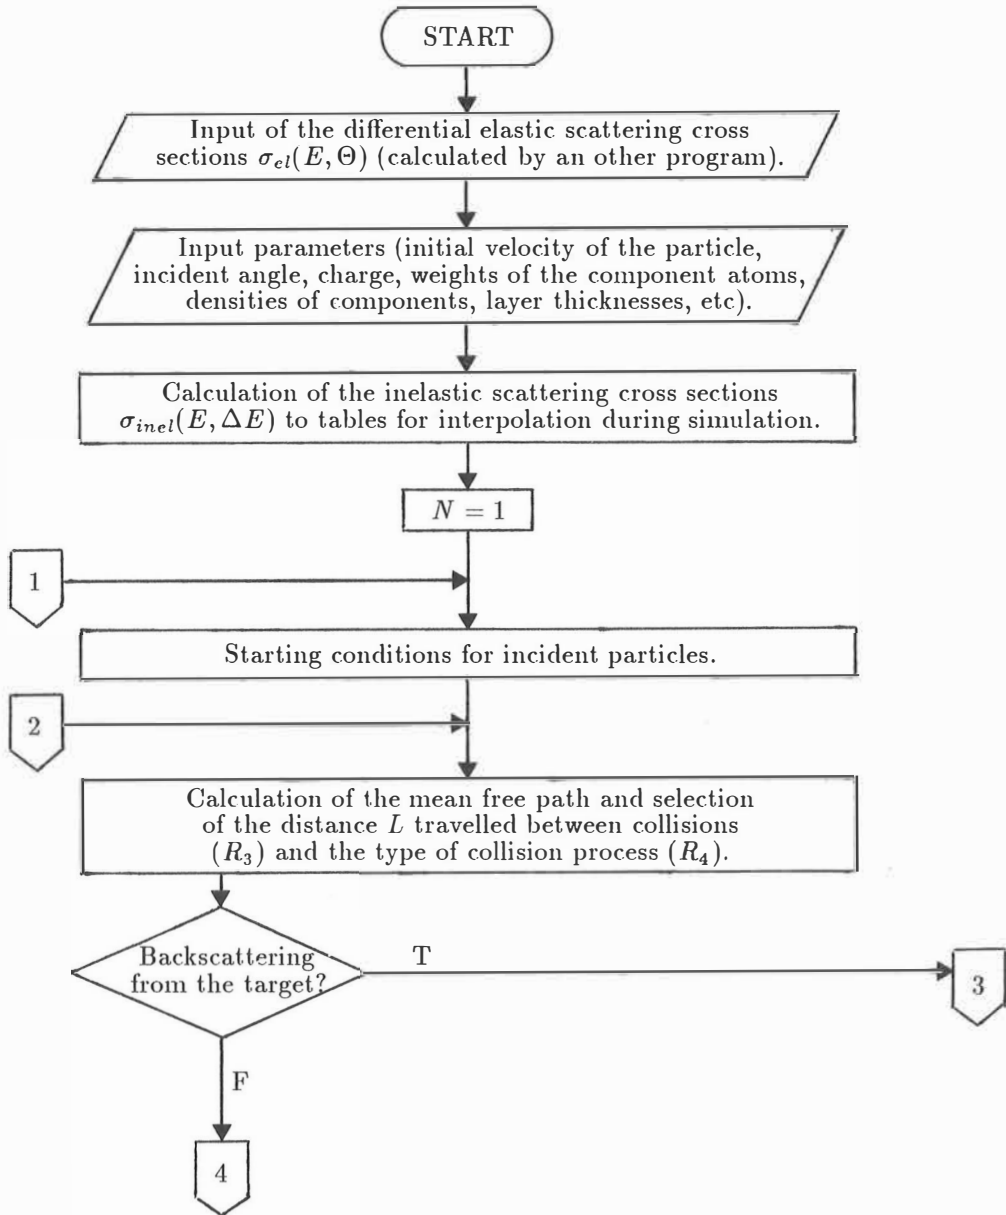 START
Input of the differential elastic scattering cross
sections σ_el(E, Θ) (calculated by an other program).
Input parameters (initial velocity of the particle,
incident angle, charge, weights of the component atoms,
densities of components, layer thicknesses, etc).
Calculation of the inelastic scattering cross sections
σ_inel(E, ΔE) to tables for interpolation during simulation.
N = 1
1
Starting conditions for incident particles.
2
Calculation of the mean free path and selection
of the distance L travelled between collisions
(R₃) and the type of collision process (R₄).
Backscattering
from the target?
T
3
F
4